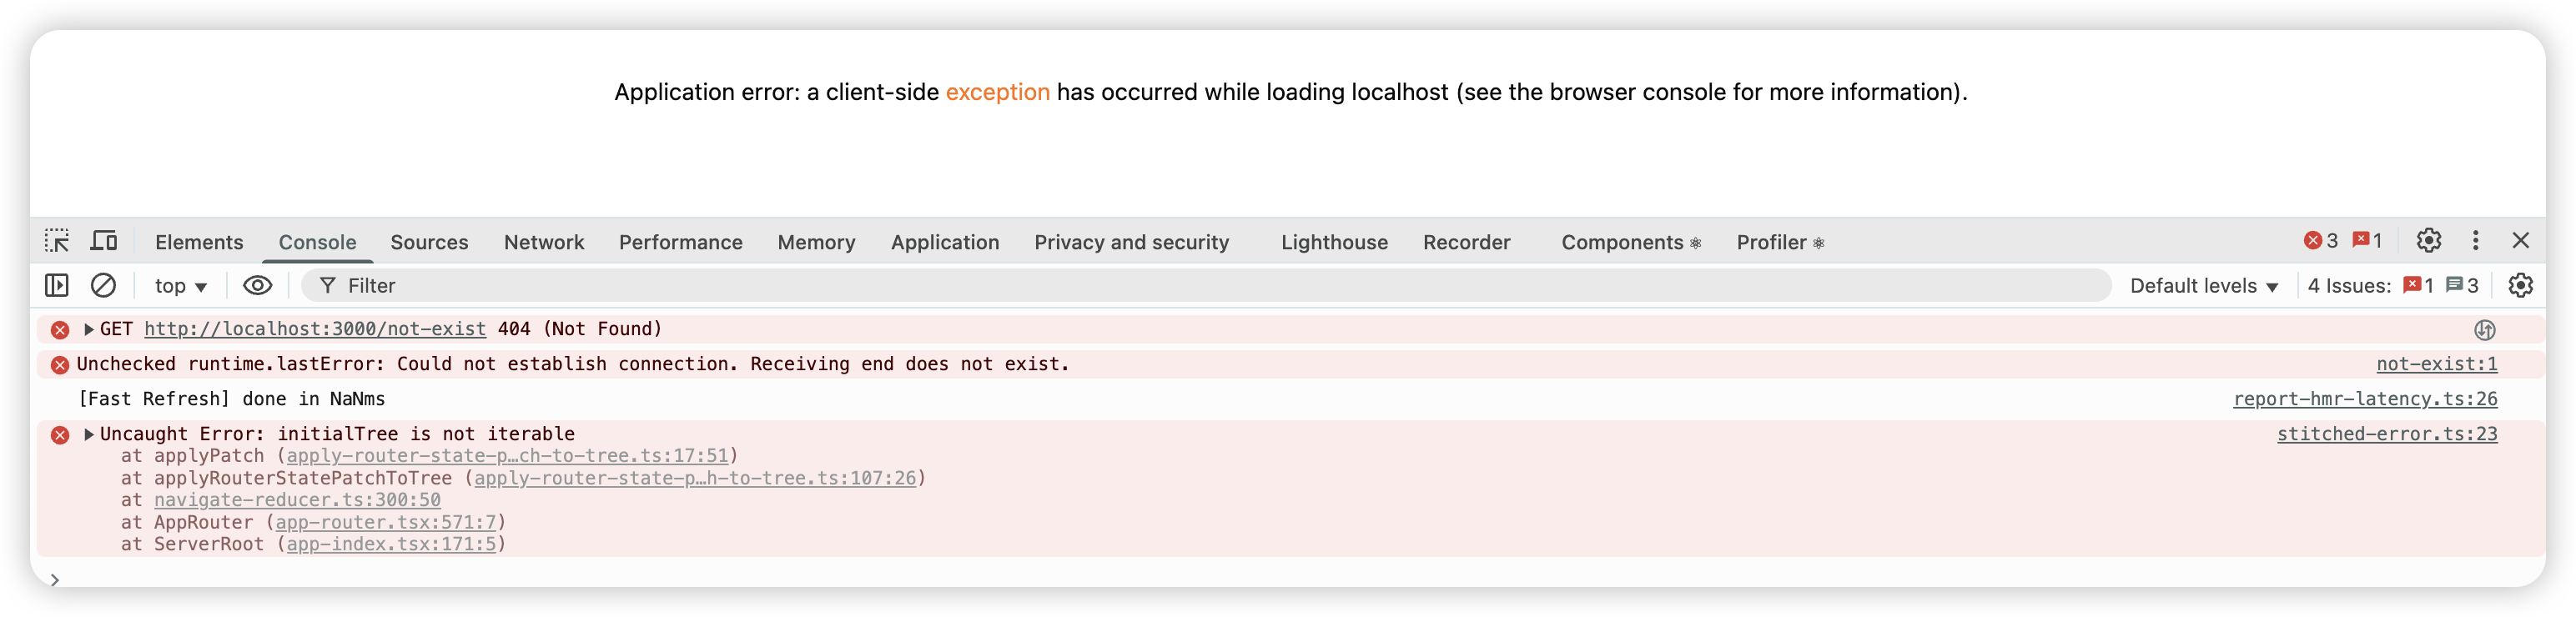 Application error: a client-side exception has occurred while loading localhost (see the browser console for more information).
Elements Console Sources Network Performance Memory Application Privacy and security Lighthouse Recorder Components ⚛ Profiler ⚛ 3 1
top ▼ Filter Default levels ▼ 4 Issues: 1 3
GET http://localhost:3000/not-exist 404 (Not Found)
Unchecked runtime.lastError: Could not establish connection. Receiving end does not exist. not-exist:1
[Fast Refresh] done in NaNms report-hmr-latency.ts:26
Uncaught Error: initialTree is not iterable stitched-error.ts:23
at applyPatch (apply-router-state-p…ch-to-tree.ts:17:51)
at applyRouterStatePatchToTree (apply-router-state-p…h-to-tree.ts:107:26)
at navigate-reducer.ts:300:50
at AppRouter (app-router.tsx:571:7)
at ServerRoot (app-index.tsx:171:5)